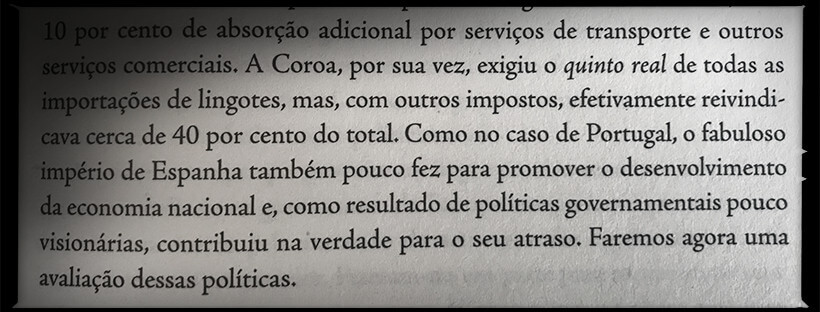 10 por cento de absorção adicional por serviços de transporte e outros
serviços comerciais. A Coroa, por sua vez, exigiu o quinto real de todas as
importações de lingotes, mas, com outros impostos, efetivamente reivindi-
cava cerca de 40 por cento do total. Como no caso de Portugal, o fabuloso
império de Espanha também pouco fez para promover o desenvolvimento
da economia nacional e, como resultado de políticas governamentais pouco
visionárias, contribuiu na verdade para o seu atraso. Faremos agora uma
avaliação dessas políticas.